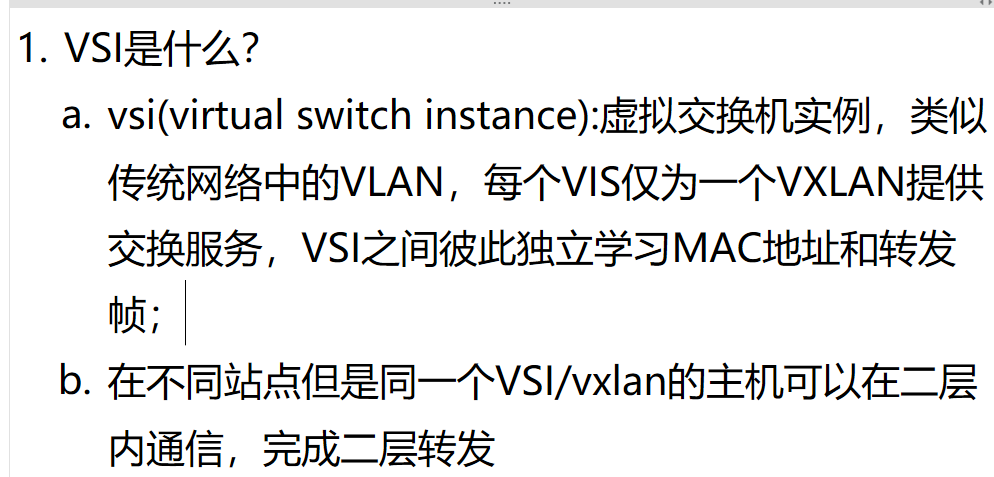 1. VSI是什么？
a. vsi(virtual switch instance):虚拟交换机实例，类似
传统网络中的VLAN，每个VIS仅为一个VXLAN提供
交换服务，VSI之间彼此独立学习MAC地址和转发
帧；
b. 在不同站点但是同一个VSI/vxlan的主机可以在二层
内通信，完成二层转发